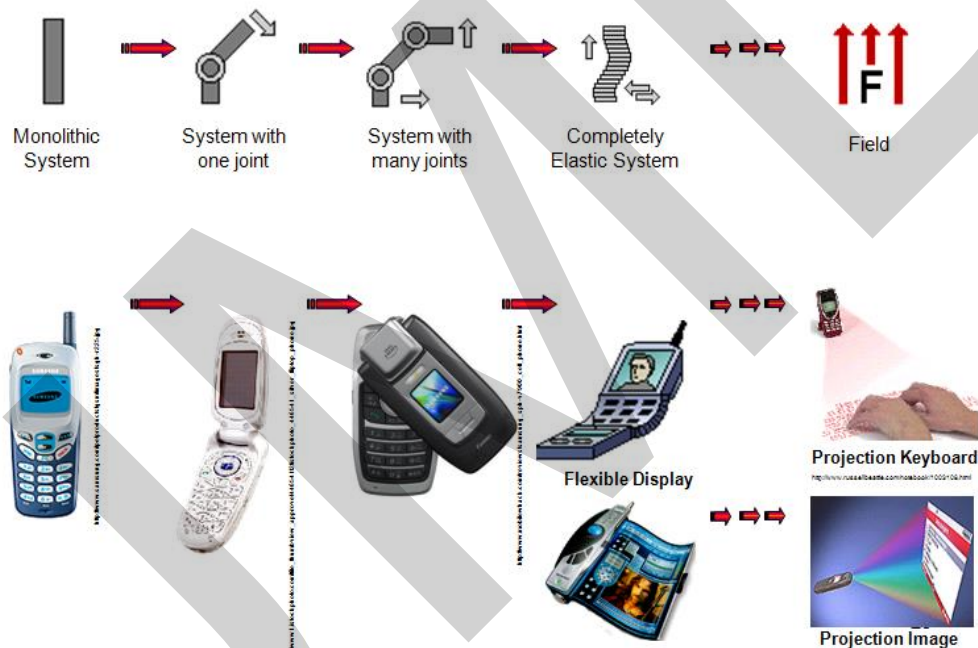 Monolithic
System
System with
one joint
System with
many joints
Completely
Elastic System
F
Field
Flexible Display
Projection Keyboard
Projection Image